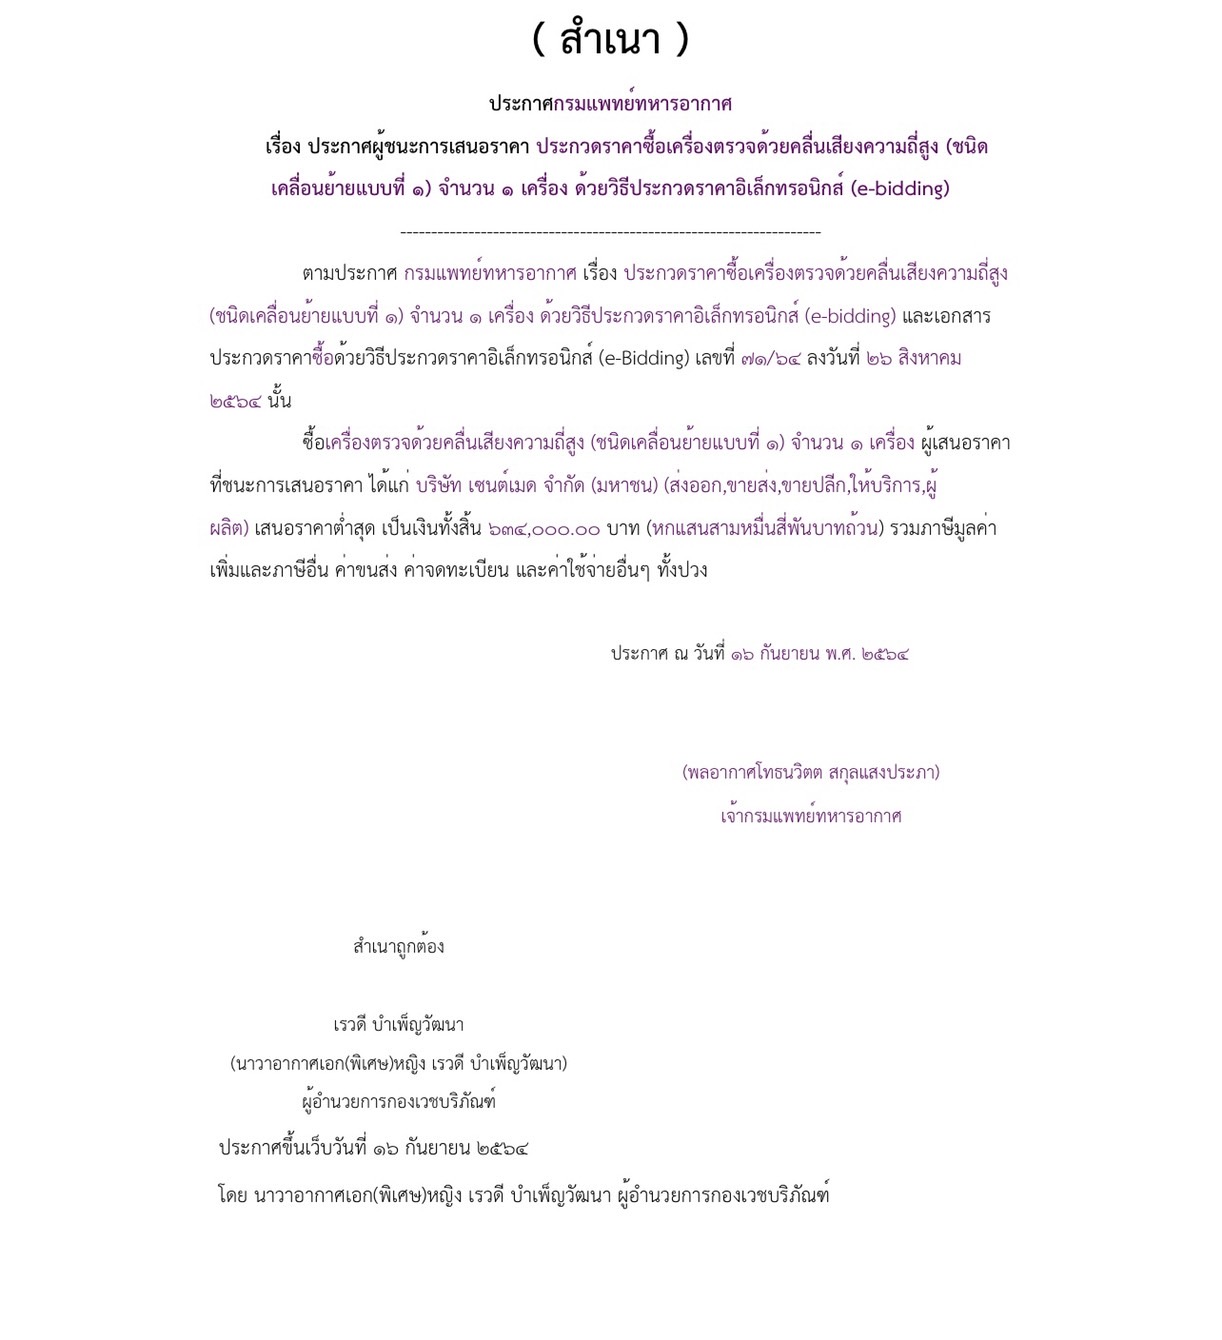 ( สำเนา )
ประกาศกรมแพทย์ทหารอากาศ
เรื่อง ประกาศผู้ชนะการเสนอราคา ประกวดราคาซื้อเครื่องตรวจด้วยคลื่นเสียงความถี่สูง (ชนิด
เคลื่อนย้ายแบบที่ ๑) จำนวน ๑ เครื่อง ด้วยวิธีประกวดราคาอิเล็กทรอนิกส์ (e-bidding)
--------------------------------------------------------------------
ตามประกาศ กรมแพทย์ทหารอากาศ เรื่อง ประกวดราคาซื้อเครื่องตรวจด้วยคลื่นเสียงความถี่สูง
(ชนิดเคลื่อนย้ายแบบที่ ๑) จำนวน ๑ เครื่อง ด้วยวิธีประกวดราคาอิเล็กทรอนิกส์ (e-bidding) และเอกสาร
ประกวดราคาซื้อด้วยวิธีประกวดราคาอิเล็กทรอนิกส์ (e-Bidding) เลขที่ ๗๑/๖๔ ลงวันที่ ๒๖ สิงหาคม
๒๕๖๔ นั้น
ซื้อเครื่องตรวจด้วยคลื่นเสียงความถี่สูง (ชนิดเคลื่อนย้ายแบบที่ ๑) จำนวน ๑ เครื่อง ผู้เสนอราคา
ที่ชนะการเสนอราคา ได้แก่ บริษัท เซนต์เมด จำกัด (มหาชน) (ส่งออก,ขายส่ง,ขายปลีก,ให้บริการ,ผู้
ผลิต) เสนอราคาต่ำสุด เป็นเงินทั้งสิ้น ๖๓๔,๐๐๐.๐๐ บาท (หกแสนสามหมื่นสี่พันบาทถ้วน) รวมภาษีมูลค่า
เพิ่มและภาษีอื่น ค่าขนส่ง ค่าจดทะเบียน และค่าใช้จ่ายอื่นๆ ทั้งปวง
ประกาศ ณ วันที่ ๑๖ กันยายน พ.ศ. ๒๕๖๔
(พลอากาศโทธนวิตต สกุลแสงประภา)
เจ้ากรมแพทย์ทหารอากาศ
สำเนาถูกต้อง
เรวดี บำเพ็ญวัฒนา
(นาวาอากาศเอก(พิเศษ)หญิง เรวดี บำเพ็ญวัฒนา)
ผู้อำนวยการกองเวชบริภัณฑ์
ประกาศขึ้นเว็บวันที่ ๑๖ กันยายน ๒๕๖๔
โดย นาวาอากาศเอก(พิเศษ)หญิง เรวดี บำเพ็ญวัฒนา ผู้อำนวยการกองเวชบริภัณฑ์